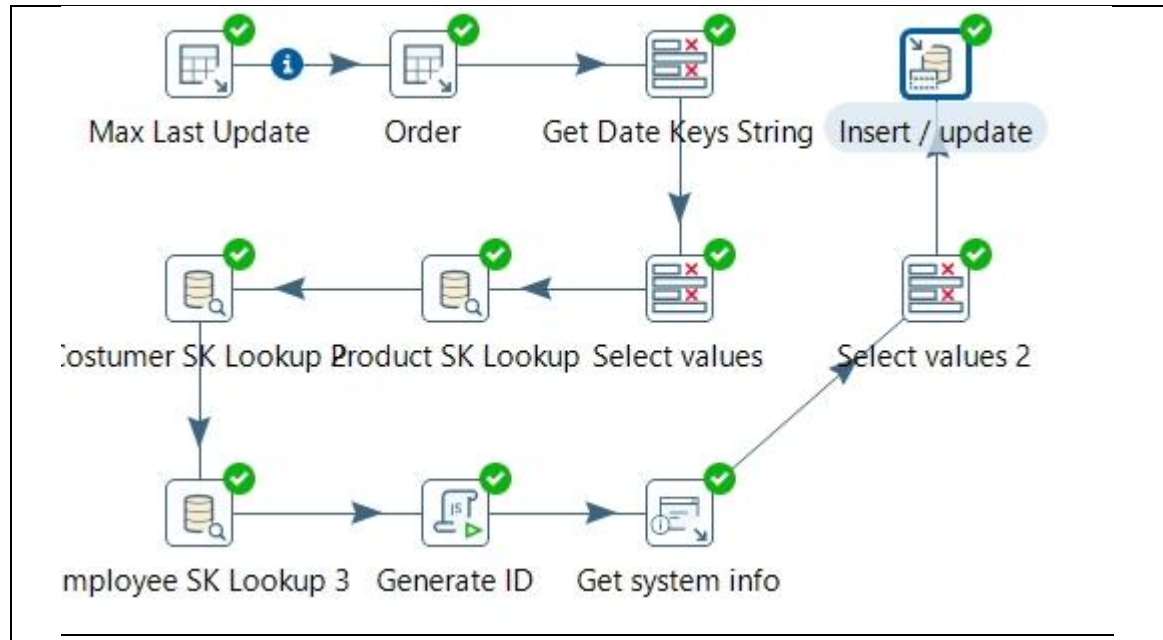 Max Last Update
Order
Get Date Keys String
Insert / update
Costumer SK Lookup 2
Product SK Lookup
Select values
Select values 2
mployee SK Lookup 3
Generate ID
JS
Get system info